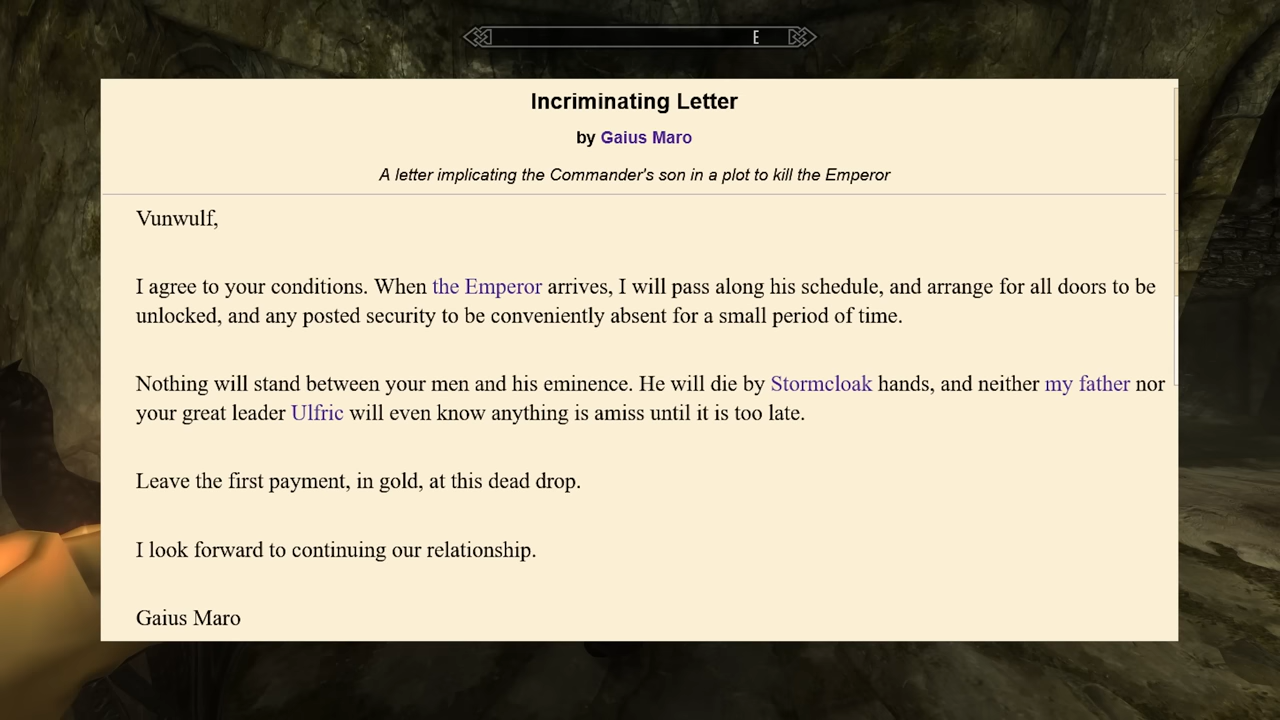 E
Incriminating Letter
by Gaius Maro
A letter implicating the Commander's son in a plot to kill the Emperor
Vunwulf,
I agree to your conditions. When the Emperor arrives, I will pass along his schedule, and arrange for all doors to be
unlocked, and any posted security to be conveniently absent for a small period of time.
Nothing will stand between your men and his eminence. He will die by Stormcloak hands, and neither my father nor
your great leader Ulfric will even know anything is amiss until it is too late.
Leave the first payment, in gold, at this dead drop.
I look forward to continuing our relationship.
Gaius Maro